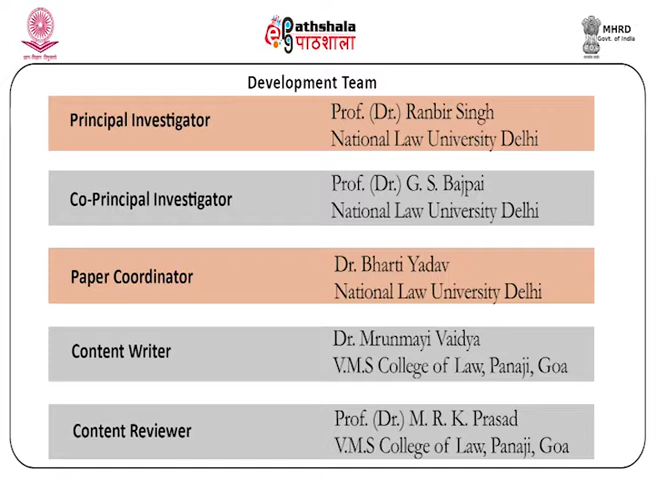 Pathshala
पाठशाला
MHRD
Govt. of India
Development Team
Principal Investigator
Prof. (Dr.) Ranbir Singh
National Law University Delhi
Co-Principal Investigator
Prof. (Dr.) G. S. Bajpai
National Law University Delhi
Paper Coordinator
Dr. Bharti Yadav
National Law University Delhi
Content Writer
Dr. Mrunmayi Vaidya
V.M.S College of Law, Panaji, Goa
Content Reviewer
Prof. (Dr.) M. R. K. Prasad
V.M.S College of Law, Panaji, Goa